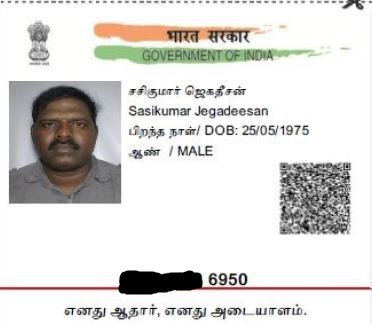 भारत सरकार
GOVERNMENT OF INDIA
சசிகுமார் ஜெகதீசன்
Sasikumar Jegadeesan
பிறந்த நாள்/ DOB: 25/05/1975
ஆண் / MALE
6950
எனது ஆதார், எனது அடையாளம்.